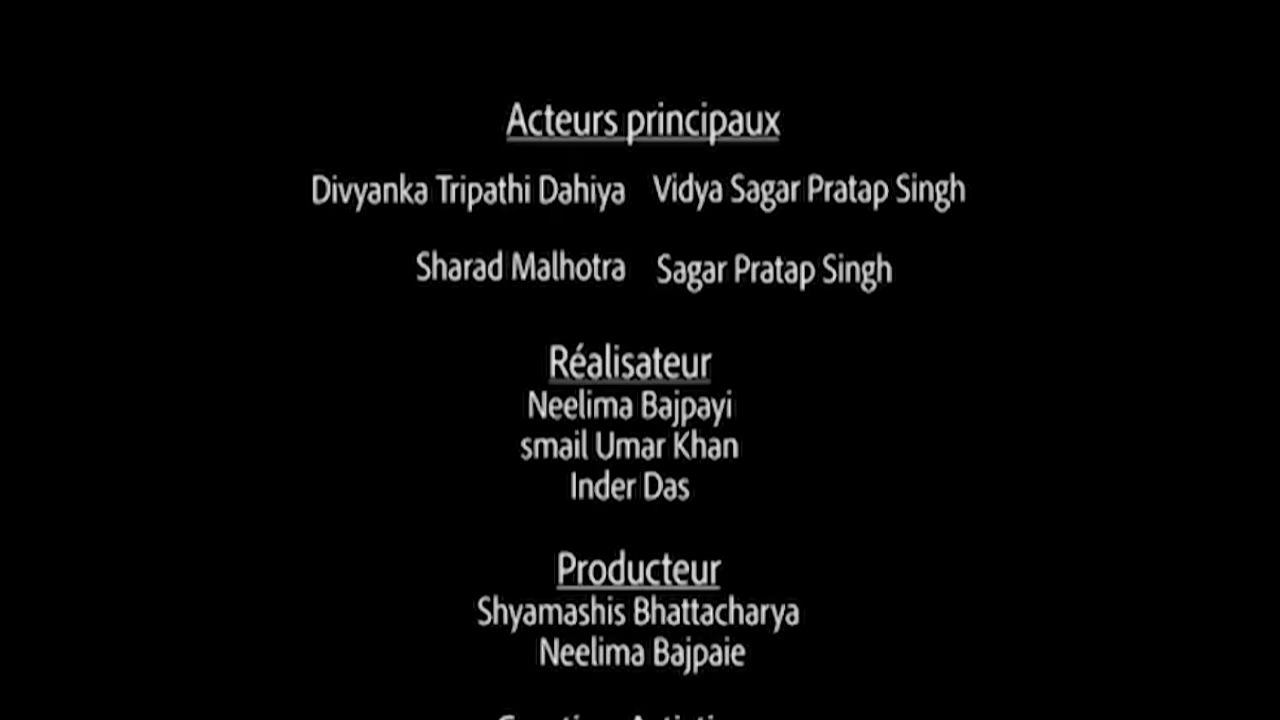 Acteurs principaux
Divyanka Tripathi Dahiya Vidya Sagar Pratap Singh
Sharad Malhotra Sagar Pratap Singh
Réalisateur
Neelima Bajpayi
smail Umar Khan
Inder Das
Producteur
Shyamashis Bhattacharya
Neelima Bajpaie